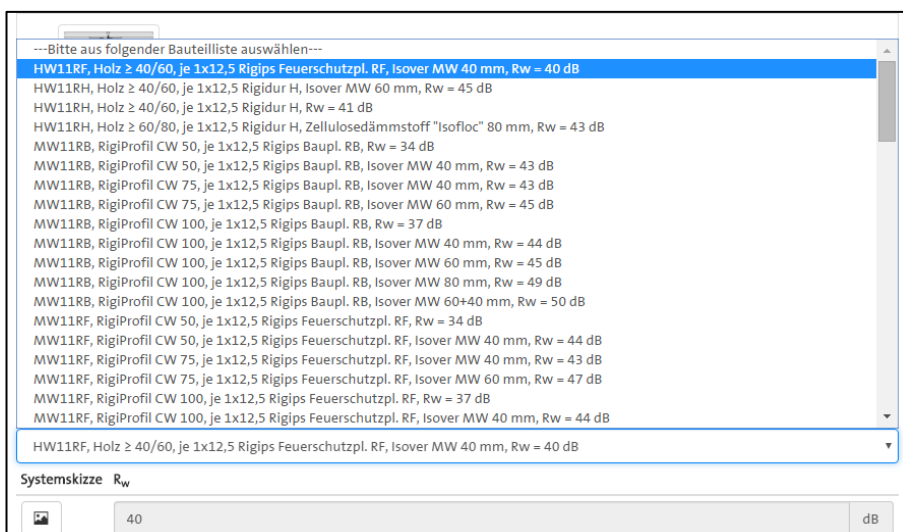 ---Bitte aus folgender Bauteilliste auswählen---
HW11RF, Holz ≥ 40/60, je 1x12,5 Rigips Feuerschutzpl. RF, Isover MW 40 mm, Rw = 40 dB
HW11RH, Holz ≥ 40/60, je 1x12,5 Rigidur H, Isover MW 60 mm, Rw = 45 dB
HW11RH, Holz ≥ 40/60, je 1x12,5 Rigidur H, Rw = 41 dB
HW11RH, Holz ≥ 60/80, je 1x12,5 Rigidur H, Zellulosedämmstoff "Isofloc" 80 mm, Rw = 43 dB
MW11RB, RigiProfil CW 50, je 1x12,5 Rigips Baupl. RB, Rw = 34 dB
MW11RB, RigiProfil CW 50, je 1x12,5 Rigips Baupl. RB, Isover MW 40 mm, Rw = 43 dB
MW11RB, RigiProfil CW 75, je 1x12,5 Rigips Baupl. RB, Isover MW 40 mm, Rw = 43 dB
MW11RB, RigiProfil CW 75, je 1x12,5 Rigips Baupl. RB, Isover MW 60 mm, Rw = 45 dB
MW11RB, RigiProfil CW 100, je 1x12,5 Rigips Baupl. RB, Rw = 37 dB
MW11RB, RigiProfil CW 100, je 1x12,5 Rigips Baupl. RB, Isover MW 40 mm, Rw = 44 dB
MW11RB, RigiProfil CW 100, je 1x12,5 Rigips Baupl. RB, Isover MW 60 mm, Rw = 45 dB
MW11RB, RigiProfil CW 100, je 1x12,5 Rigips Baupl. RB, Isover MW 80 mm, Rw = 49 dB
MW11RB, RigiProfil CW 100, je 1x12,5 Rigips Baupl. RB, Isover MW 60+40 mm, Rw = 50 dB
MW11RF, RigiProfil CW 50, je 1x12,5 Rigips Feuerschutzpl. RF, Rw = 34 dB
MW11RF, RigiProfil CW 50, je 1x12,5 Rigips Feuerschutzpl. RF, Isover MW 40 mm, Rw = 44 dB
MW11RF, RigiProfil CW 75, je 1x12,5 Rigips Feuerschutzpl. RF, Isover MW 40 mm, Rw = 43 dB
MW11RF, RigiProfil CW 75, je 1x12,5 Rigips Feuerschutzpl. RF, Isover MW 60 mm, Rw = 47 dB
MW11RF, RigiProfil CW 100, je 1x12,5 Rigips Feuerschutzpl. RF, Rw = 37 dB
MW11RF, RigiProfil CW 100, je 1x12,5 Rigips Feuerschutzpl. RF, Isover MW 40 mm, Rw = 44 dB
HW11RF, Holz ≥ 40/60, je 1x12,5 Rigips Feuerschutzpl. RF, Isover MW 40 mm, Rw = 40 dB
Systemskizze Rw
40 dB